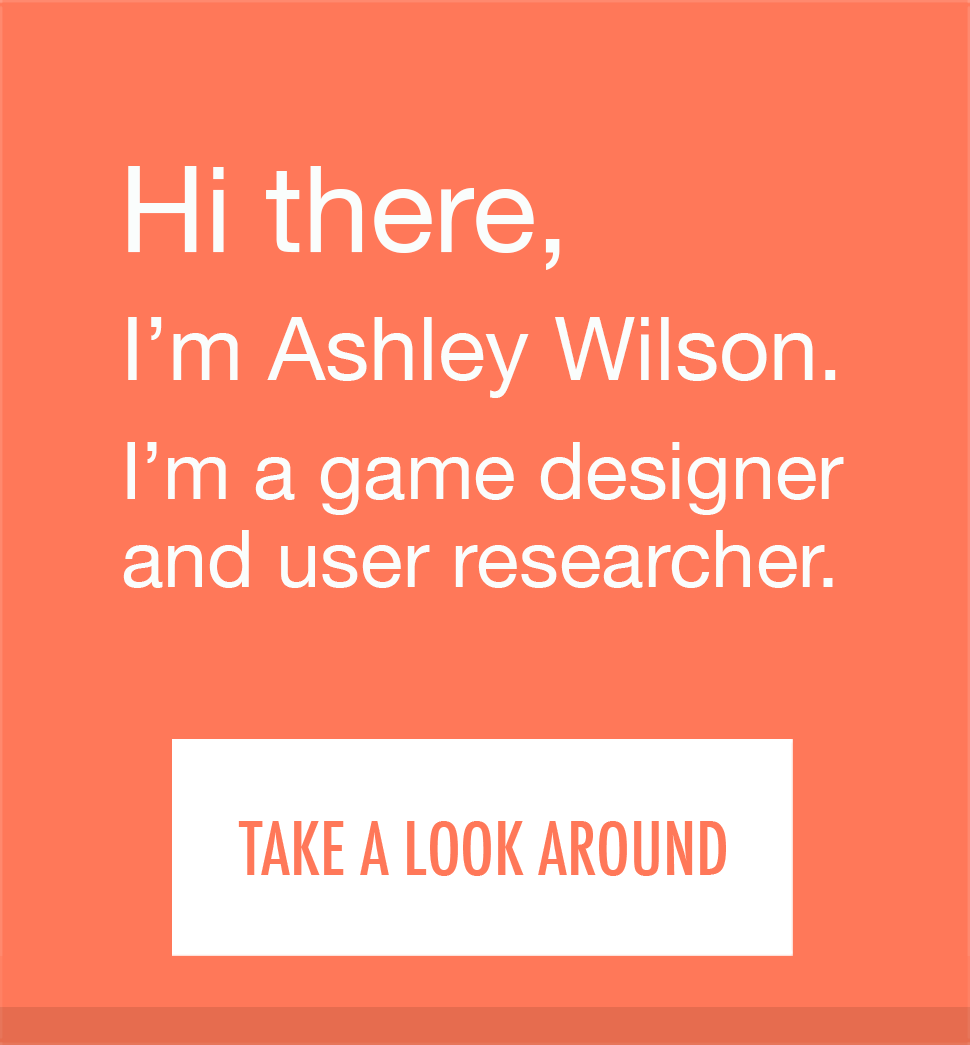 Hi there,
I’m Ashley Wilson.
I’m a game designer
and user researcher.
TAKE A LOOK AROUND